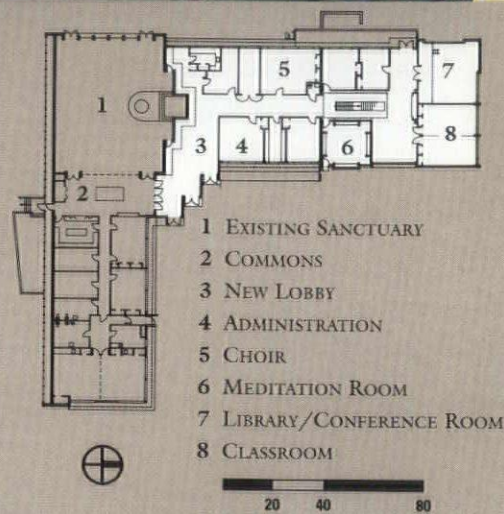 1
2
3
4
5
6
7
8
1 EXISTING SANCTUARY
2 COMMONS
3 NEW LOBBY
4 ADMINISTRATION
5 CHOIR
6 MEDITATION ROOM
7 LIBRARY/CONFERENCE ROOM
8 CLASSROOM
20 40 80